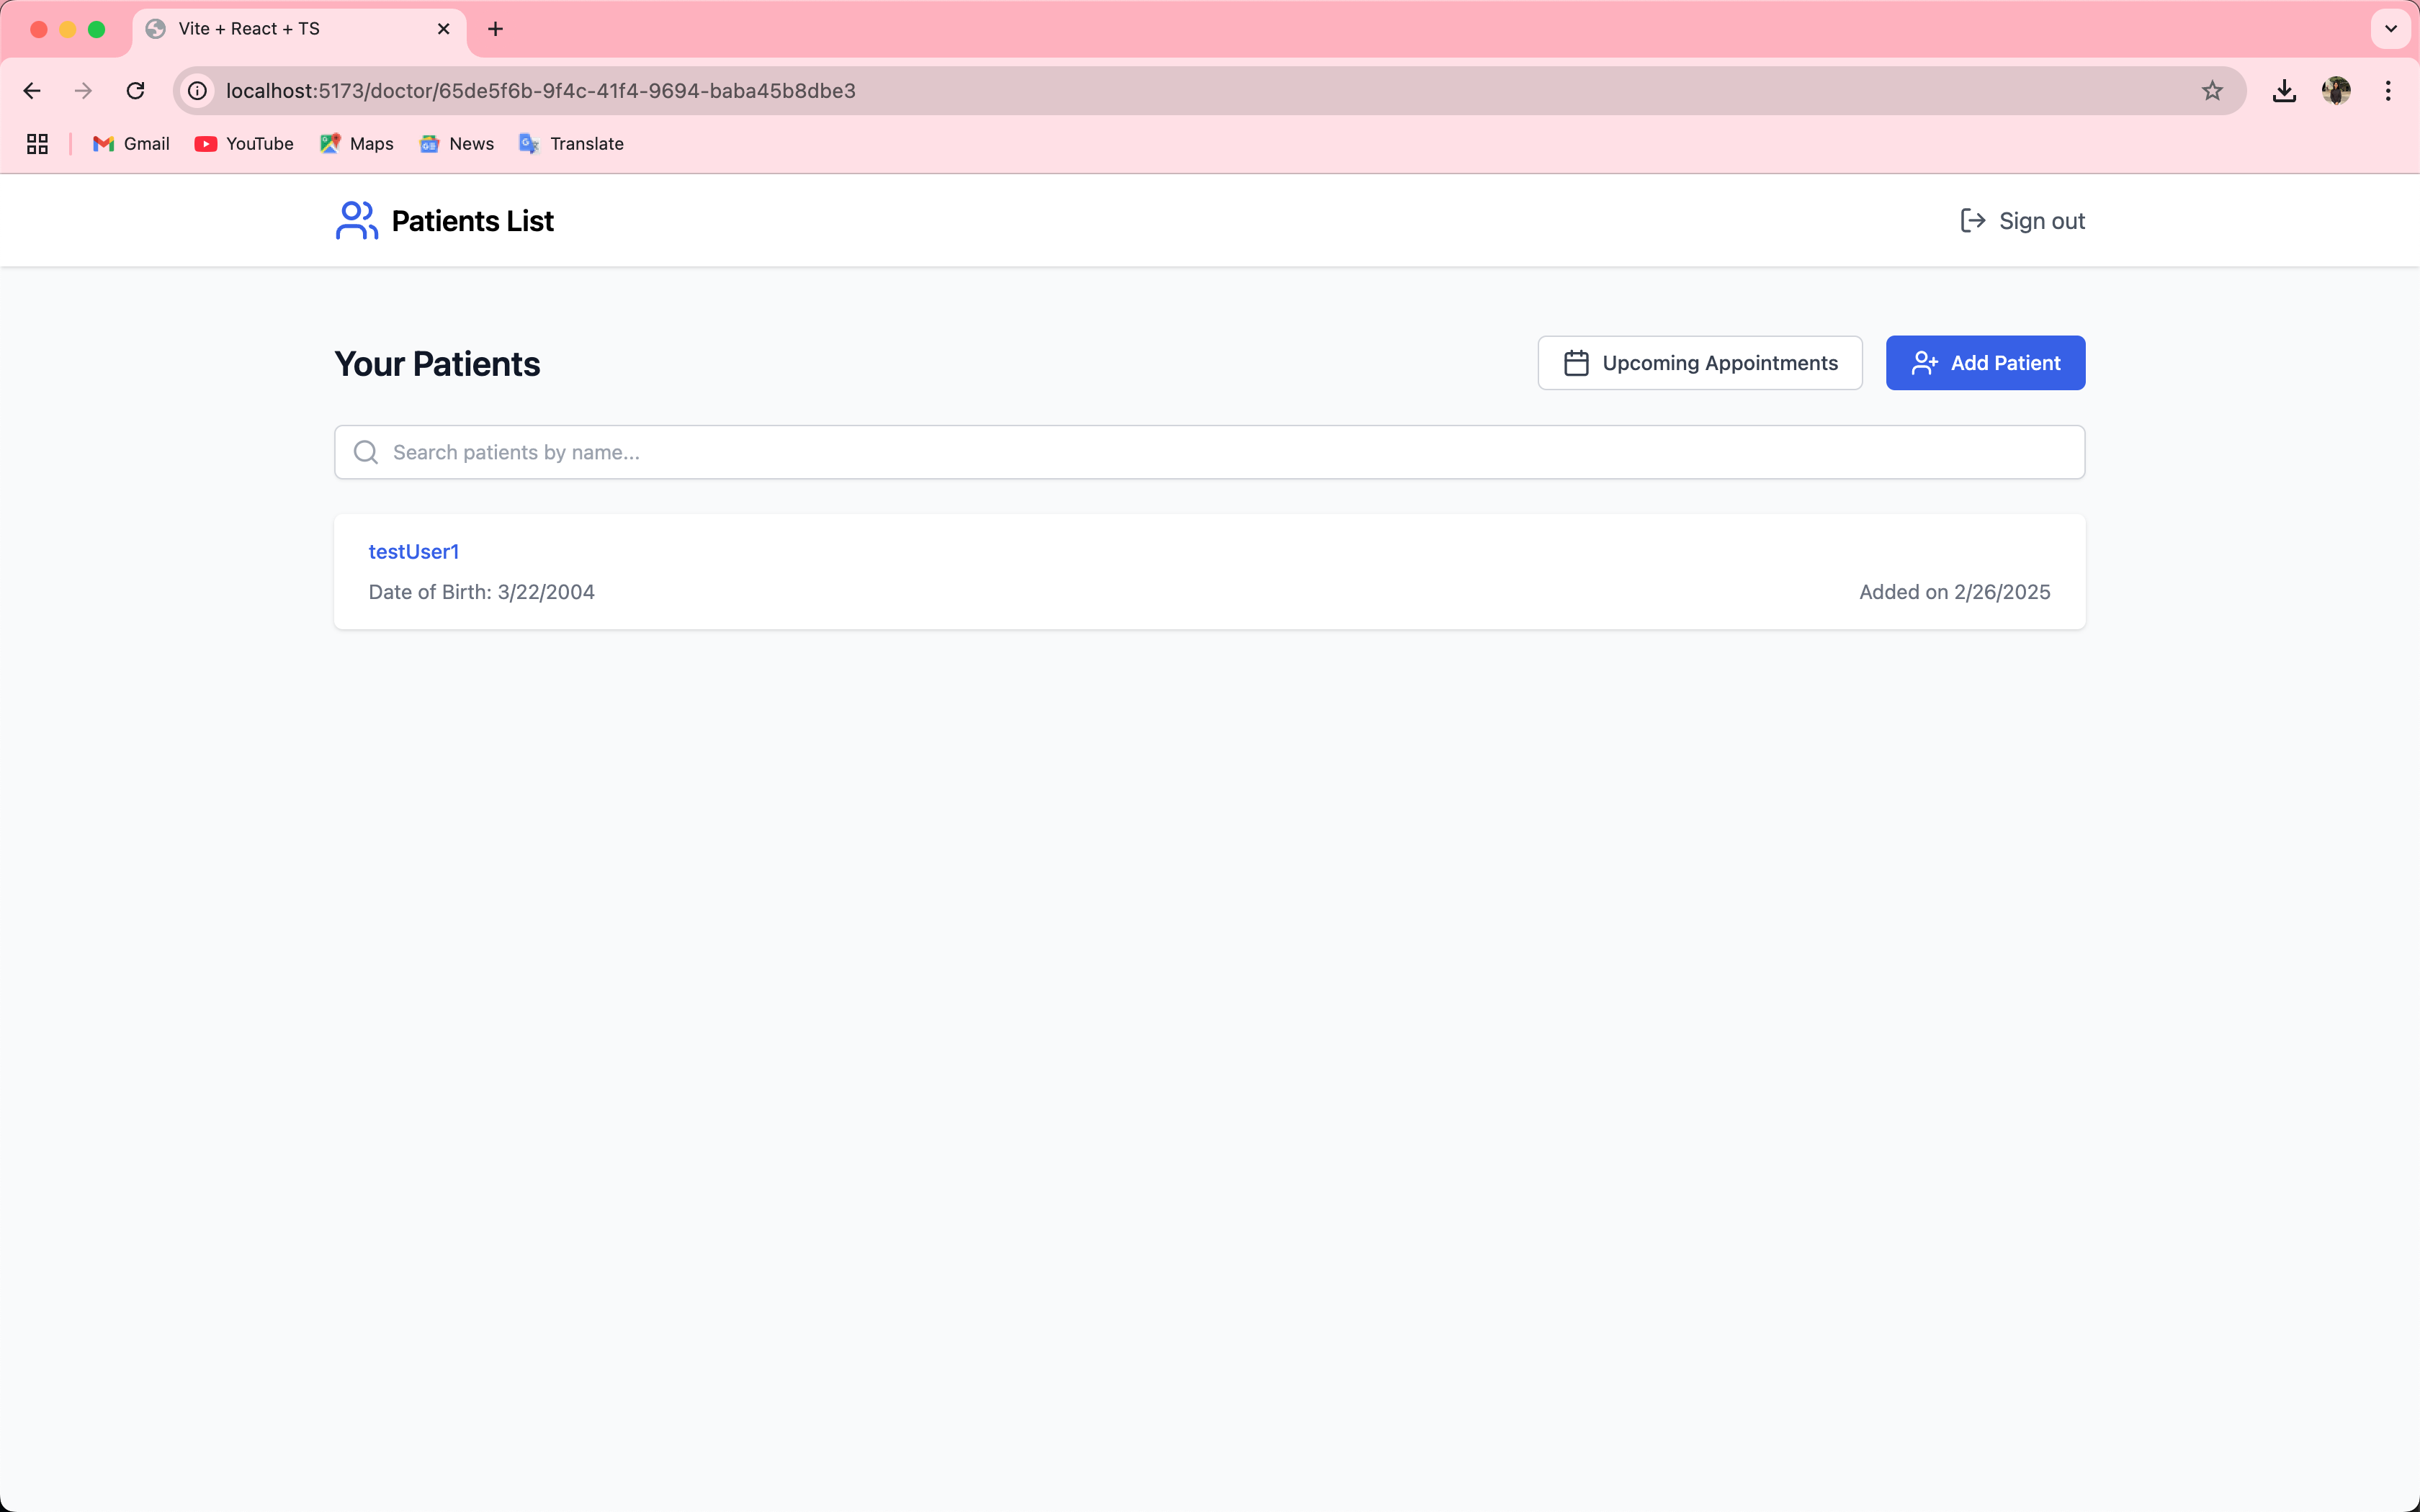 Vite + React + TS
localhost:5173/doctor/65de5f6b-9f4c-41f4-9694-baba45b8dbe3
Gmail YouTube Maps News Translate
Patients List Sign out
Your Patients Upcoming Appointments Add Patient
Search patients by name...
testUser1
Date of Birth: 3/22/2004 Added on 2/26/2025